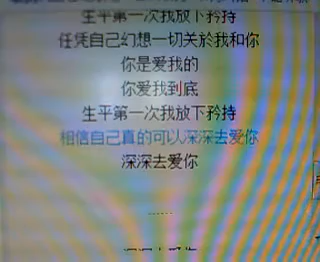 生平第一次我放下矜持
任凭自己幻想一切关於我和你
你是爱我的
你爱我到底
生平第一次我放下矜持
相信自己真的可以深深去爱你
深深去爱你
......